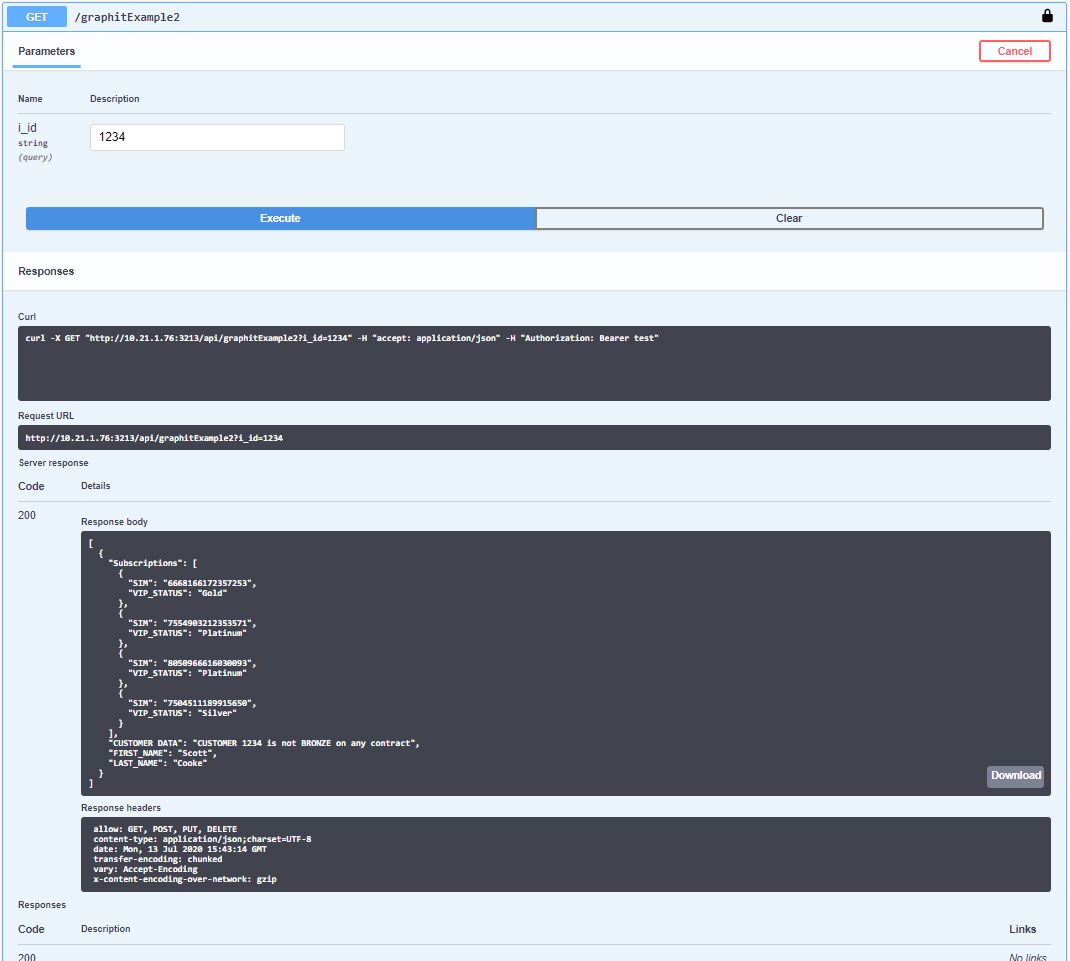 GET /graphitExample2
Parameters
Cancel
Name Description
i_id
string
(query)
1234
Execute Clear
Responses
Curl
curl -X GET "http://10.21.1.76:3213/api/graphitExample2?i_id=1234" -H "accept: application/json" -H "Authorization: Bearer test"
Request URL
http://10.21.1.76:3213/api/graphitExample2?i_id=1234
Server response
Code Details
200
Response body
[
{
"Subscriptions": [
{
"SIM": "6668166172357253",
"VIP_STATUS": "Gold"
},
{
"SIM": "7554903212353571",
"VIP_STATUS": "Platinum"
},
{
"SIM": "8050966616030093",
"VIP_STATUS": "Platinum"
},
{
"SIM": "7504511189915650",
"VIP_STATUS": "Silver"
}
],
"CUSTOMER DATA": "CUSTOMER 1234 is not BRONZE on any contract",
"FIRST_NAME": "Scott",
"LAST_NAME": "Cooke"
}
]
Download
Response headers
allow: GET, POST, PUT, DELETE
content-type: application/json;charset=UTF-8
date: Mon, 13 Jul 2020 15:43:14 GMT
transfer-encoding: chunked
vary: Accept-Encoding
x-content-encoding-over-network: gzip
Responses
Code Description Links
200 No links